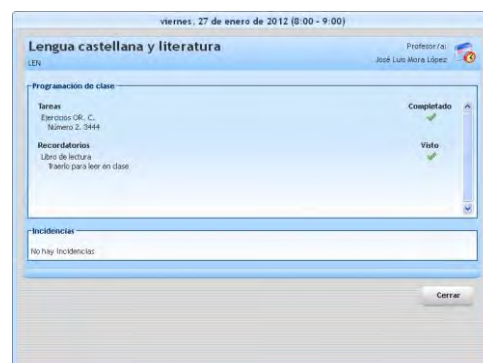 viernes, 27 de enero de 2012 (8:00 - 9:00)
Lengua castellana y literatura
LEN
Profesor/a:
José Luis Mora López
Programación de clase
Tareas
Completado
Ejercicios OR. C.
Número 2. 3444
Recordatorios
Visto
Libro de lectura
Traerlo para leer en clase
Incidencias
No hay incidencias
Cerrar